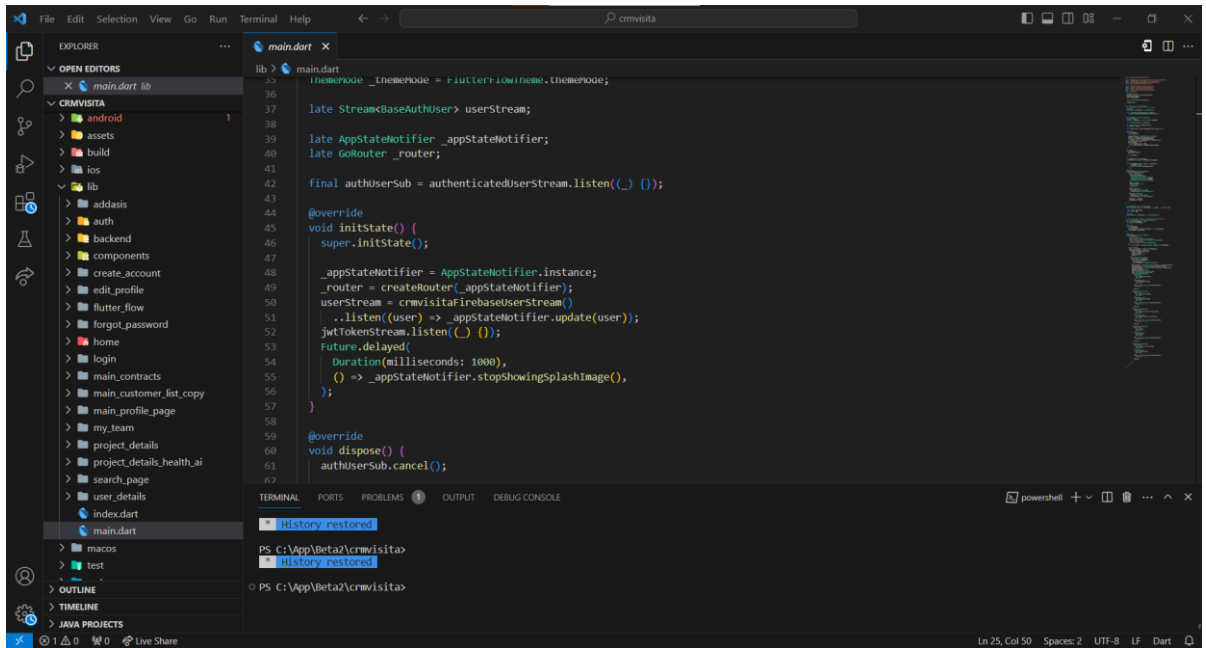 File Edit Selection View Go Run Terminal Help
crmvisita
EXPLORER
OPEN EDITORS
main.dart lib
CRMVISITA
android 1
assets
build
ios
lib
addasis
auth
backend
components
create_account
edit_profile
flutter_flow
forgot_password
home
login
main_contracts
main_customer_list_copy
main_profile_page
my_team
project_details
project_details_health_ai
search_page
user_details
index.dart
main.dart
macos
test
OUTLINE
TIMELINE
JAVA PROJECTS
main.dart
lib > main.dart
35 ThemeMode _themeMode = FlutterFlowTheme.themeMode;
36
37 late Stream<BaseAuthUser> userStream;
38
39 late AppStateNotifier _appStateNotifier;
40 late GoRouter _router;
41
42 final authUserSub = authenticatedUserStream.listen((_) {});
43
44 @override
45 void initState() {
46 super.initState();
47
48 _appStateNotifier = AppStateNotifier.instance;
49 _router = createRouter(_appStateNotifier);
50 userStream = crmvisitaFirebaseUserStream()
51 ..listen((user) => _appStateNotifier.update(user));
52 jwtTokenStream.listen((_) {});
53 Future.delayed(
54 Duration(milliseconds: 1000),
55 () => _appStateNotifier.stopShowingSplashImage(),
56 );
57 }
58
59 @override
60 void dispose() {
61 authUserSub.cancel();
62
TERMINAL PORTS PROBLEMS 1 OUTPUT DEBUG CONSOLE
powershell
* History restored
PS C:\App\Beta2\crmvisita>
* History restored
PS C:\App\Beta2\crmvisita>
1 0 0 Live Share
Ln 25, Col 50 Spaces: 2 UTF-8 LF Dart